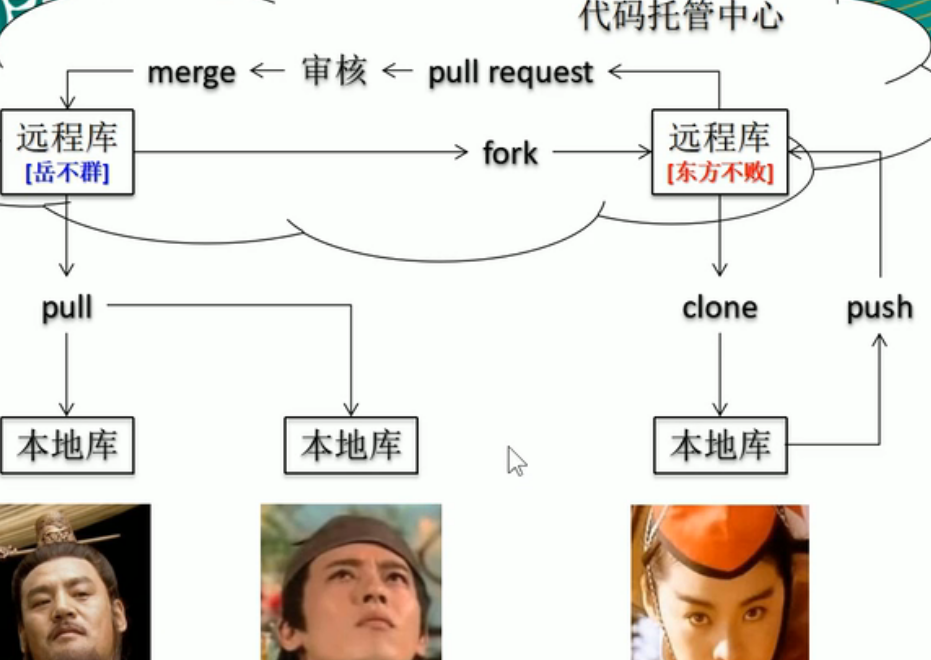 代码托管中心
merge
审核
pull request
远程库
[岳不群]
fork
远程库
[东方不败]
pull
clone
push
本地库
本地库
本地库